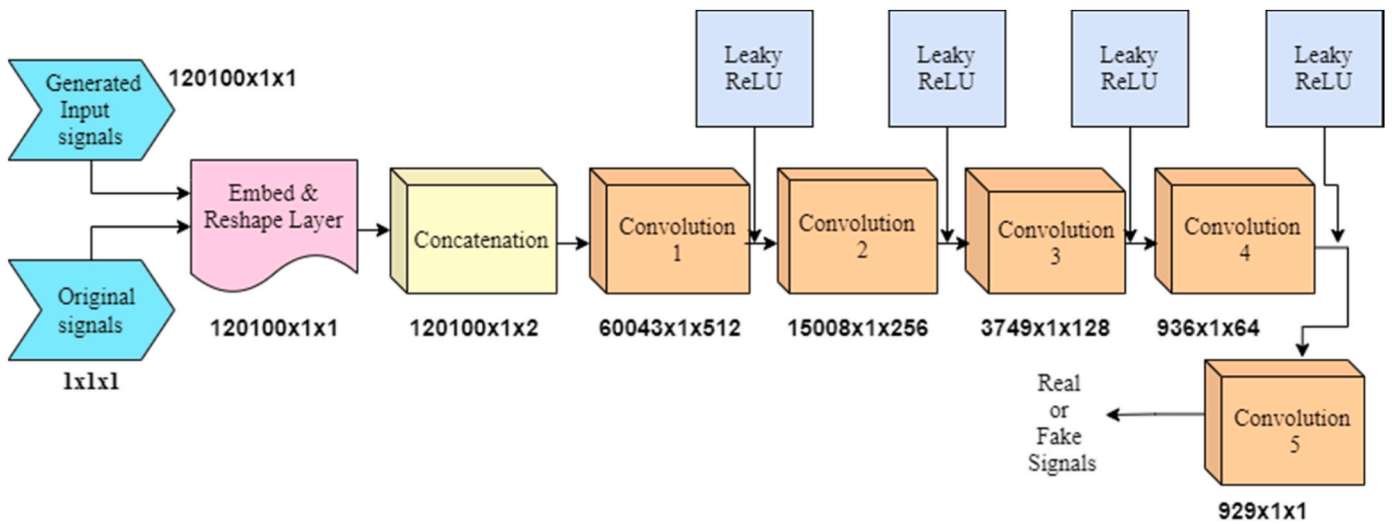 Generated
Input
signals
120100x1x1
Original
signals
1x1x1
Embed &
Reshape Layer
120100x1x1
Concatenation
120100x1x2
Convolution
1
60043x1x512
Leaky
ReLU
Convolution
2
15008x1x256
Leaky
ReLU
Convolution
3
3749x1x128
Leaky
ReLU
Convolution
4
936x1x64
Leaky
ReLU
Convolution
5
929x1x1
Real
or
Fake
Signals